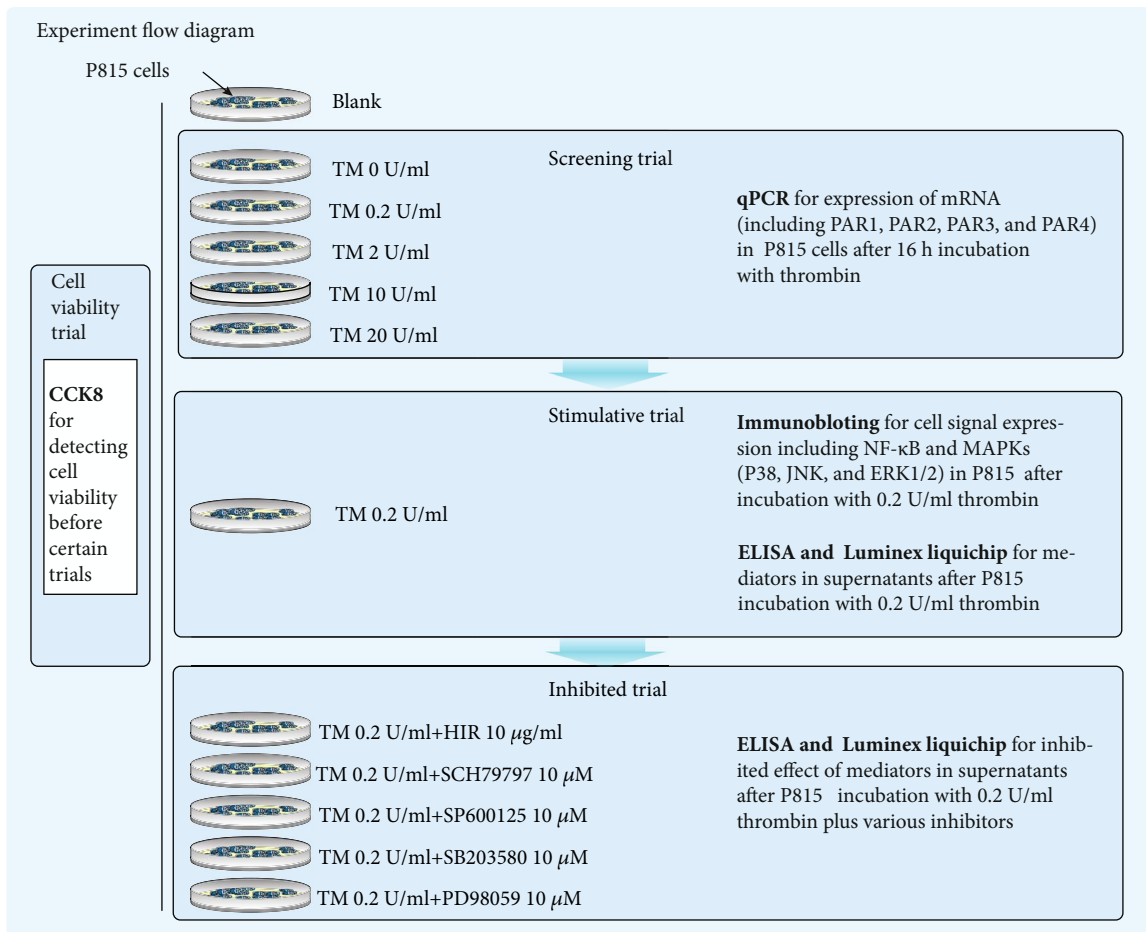 Experiment flow diagram
P815 cells
Blank
Screening trial
TM 0 U/ml
TM 0.2 U/ml
TM 2 U/ml
TM 10 U/ml
TM 20 U/ml
qPCR for expression of mRNA
(including PAR1, PAR2, PAR3, and PAR4)
in P815 cells after 16 h incubation
with thrombin
Cell
viability
trial
CCK8
for
detecting
cell
viability
before
certain
trials
Stimulative trial
TM 0.2 U/ml
Immunobloting for cell signal expres-
sion including NF-κB and MAPKs
(P38, JNK, and ERK1/2) in P815 after
incubation with 0.2 U/ml thrombin
ELISA and Luminex liquichip for me-
diators in supernatants after P815
incubation with 0.2 U/ml thrombin
Inhibited trial
TM 0.2 U/ml+HIR 10 μg/ml
TM 0.2 U/ml+SCH79797 10 μM
TM 0.2 U/ml+SP600125 10 μM
TM 0.2 U/ml+SB203580 10 μM
TM 0.2 U/ml+PD98059 10 μM
ELISA and Luminex liquichip for inhib-
ited effect of mediators in supernatants
after P815 incubation with 0.2 U/ml
thrombin plus various inhibitors